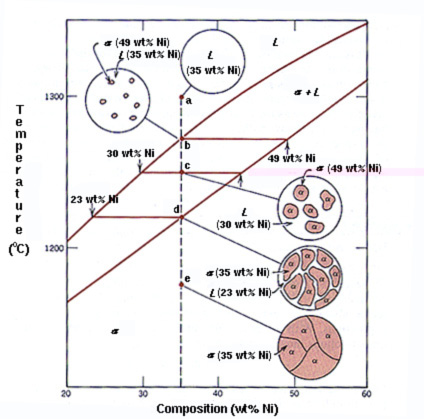 L
α (49 wt% Ni)
L (35 wt% Ni)
L
(35 wt% Ni)
α + L
1300
a
b
30 wt% Ni
49 wt% Ni
c
α (49 wt% Ni)
23 wt% Ni
α
α
α
α
α
L
(30 wt% Ni)
d
1200
α (35 wt% Ni)
L (23 wt% Ni)
α
α
α
α
α
α
α
α
e
α
α (35 wt% Ni)
α
α
α
α
Temperature
(°C)
20
30
40
50
60
Composition (wt% Ni)